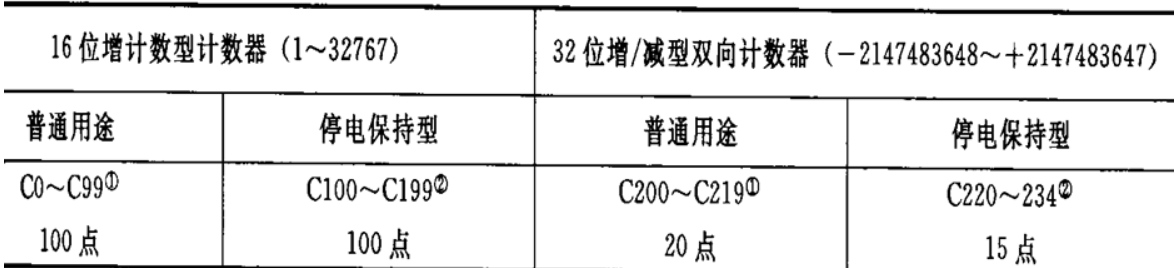 16 位增计数型计数器（1～32767）
32 位增/减型双向计数器（－2147483648～＋2147483647）
普通用途
停电保持型
普通用途
停电保持型
C0～C99①
C100～C199②
C200～C219①
C220～234②
100 点
100 点
20 点
15 点